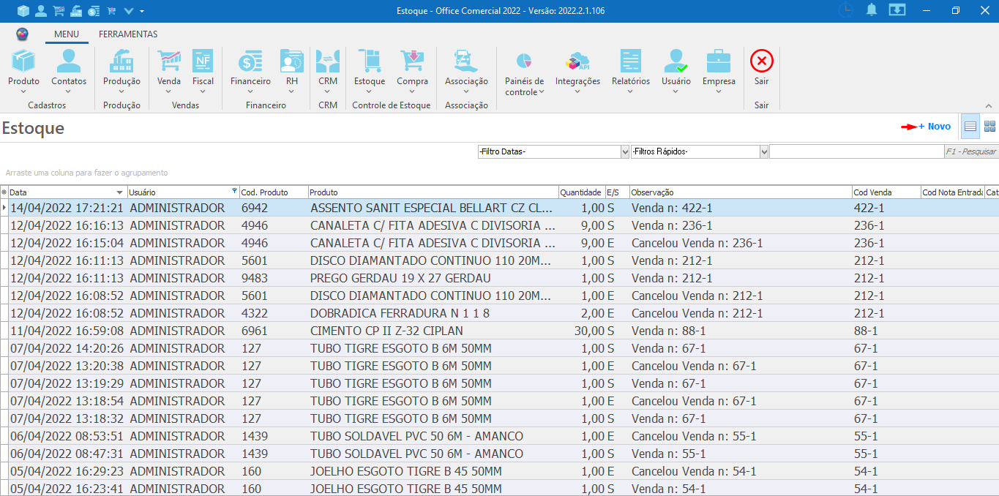 Estoque - Office Comercial 2022 - Versão: 2022.2.1.106
MENU FERRAMENTAS
NF API
Produto Contatos Produção Venda Fiscal Financeiro RH CRM Estoque Compra Associação Painéis de controle Integrações Relatórios Usuário Empresa Sair
Cadastros Produção Vendas Financeiro CRM Controle de Estoque Associação Sair
Estoque
+ Novo
-Filtro Datas- -Filtros Rápidos- F1 - Pesquisar
Arraste uma coluna para fazer o agrupamento
Data Usuário Cod. Produto Produto Quantidade E/S Observação Cod Venda Cod Nota Entrada Cat
14/04/2022 17:21:21 ADMINISTRADOR 6942 ASSENTO SANIT ESPECIAL BELLART CZ CL... 1,00 S Venda n: 422-1 422-1
12/04/2022 16:16:13 ADMINISTRADOR 4946 CANALETA C/ FITA ADESIVA C DIVISORIA ... 9,00 S Venda n: 236-1 236-1
12/04/2022 16:15:04 ADMINISTRADOR 4946 CANALETA C/ FITA ADESIVA C DIVISORIA ... 9,00 E Cancelou Venda n: 236-1 236-1
12/04/2022 16:11:13 ADMINISTRADOR 5601 DISCO DIAMANTADO CONTINUO 110 20M... 1,00 S Venda n: 212-1 212-1
12/04/2022 16:11:13 ADMINISTRADOR 9483 PREGO GERDAU 19 X 27 GERDAU 1,00 S Venda n: 212-1 212-1
12/04/2022 16:08:52 ADMINISTRADOR 5601 DISCO DIAMANTADO CONTINUO 110 20M... 1,00 E Cancelou Venda n: 212-1 212-1
12/04/2022 16:08:52 ADMINISTRADOR 4322 DOBRADICA FERRADURA N 1 1 8 2,00 E Cancelou Venda n: 212-1 212-1
11/04/2022 16:59:08 ADMINISTRADOR 6961 CIMENTO CP II Z-32 CIPLAN 30,00 S Venda n: 88-1 88-1
07/04/2022 14:20:26 ADMINISTRADOR 127 TUBO TIGRE ESGOTO B 6M 50MM 1,00 S Venda n: 67-1 67-1
07/04/2022 13:20:38 ADMINISTRADOR 127 TUBO TIGRE ESGOTO B 6M 50MM 1,00 E Cancelou Venda n: 67-1 67-1
07/04/2022 13:19:29 ADMINISTRADOR 127 TUBO TIGRE ESGOTO B 6M 50MM 1,00 S Venda n: 67-1 67-1
07/04/2022 13:18:54 ADMINISTRADOR 127 TUBO TIGRE ESGOTO B 6M 50MM 1,00 E Cancelou Venda n: 67-1 67-1
07/04/2022 13:18:32 ADMINISTRADOR 127 TUBO TIGRE ESGOTO B 6M 50MM 1,00 S Venda n: 67-1 67-1
06/04/2022 08:53:51 ADMINISTRADOR 1439 TUBO SOLDAVEL PVC 50 6M - AMANCO 1,00 E Cancelou Venda n: 55-1 55-1
06/04/2022 08:47:31 ADMINISTRADOR 1439 TUBO SOLDAVEL PVC 50 6M - AMANCO 1,00 S Venda n: 55-1 55-1
05/04/2022 16:29:23 ADMINISTRADOR 160 JOELHO ESGOTO TIGRE B 45 50MM 1,00 E Cancelou Venda n: 54-1 54-1
05/04/2022 16:23:41 ADMINISTRADOR 160 JOELHO ESGOTO TIGRE B 45 50MM 1,00 S Venda n: 54-1 54-1